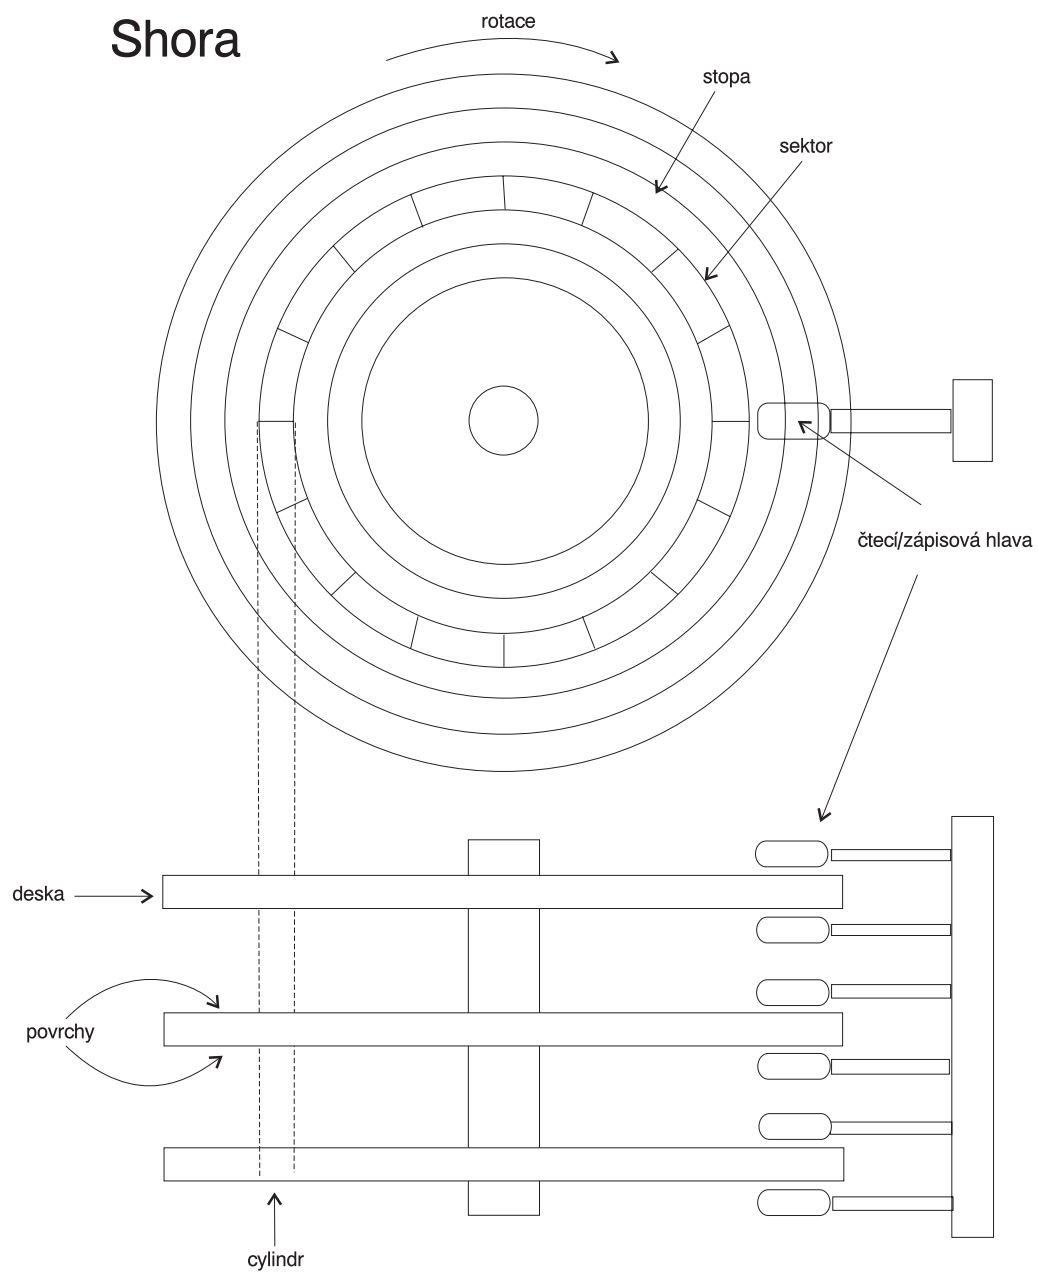 Shora
rotace
stopa
sektor
čtecí/zápisová hlava
deska
povrchy
cylindr